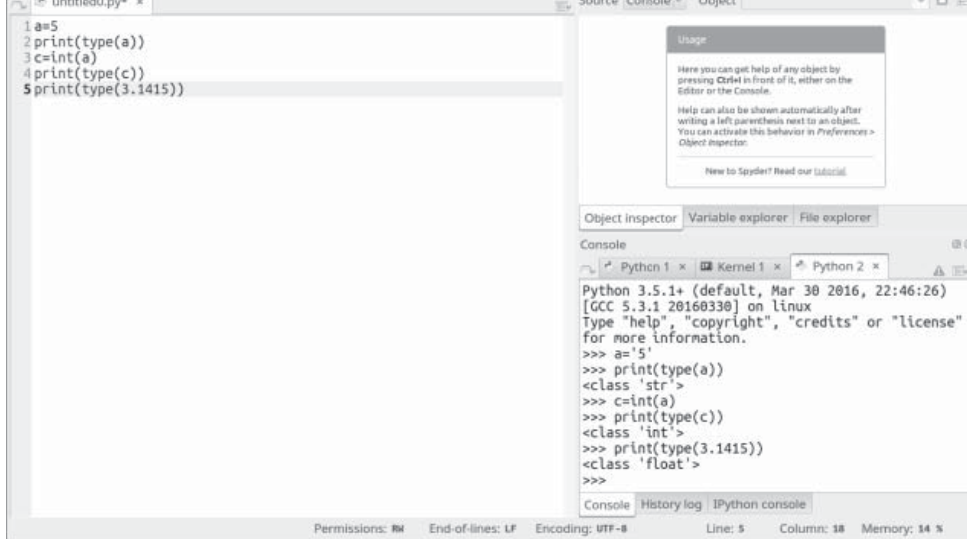 untitled0.py* ×
1 a=5
2 print(type(a))
3 c=int(a)
4 print(type(c))
5 print(type(3.1415))
Source Console Object
Usage
Here you can get help of any object by
pressing Ctrl+I in front of it, either on the
Editor or the Console.
Help can also be shown automatically after
writing a left parenthesis next to an object.
You can activate this behavior in Preferences >
Object Inspector.
New to Spyder? Read our tutorial
Object inspector Variable explorer File explorer
Console
Python 1 × Kernel 1 × Python 2 ×
Python 3.5.1+ (default, Mar 30 2016, 22:46:26)
[GCC 5.3.1 20160330] on linux
Type "help", "copyright", "credits" or "license"
for more information.
>>> a='5'
>>> print(type(a))
<class 'str'>
>>> c=int(a)
>>> print(type(c))
<class 'int'>
>>> print(type(3.1415))
<class 'float'>
>>>
Console History log IPython console
Permissions: RW End-of-lines: LF Encoding: UTF-8 Line: 5 Column: 18 Memory: 14 %